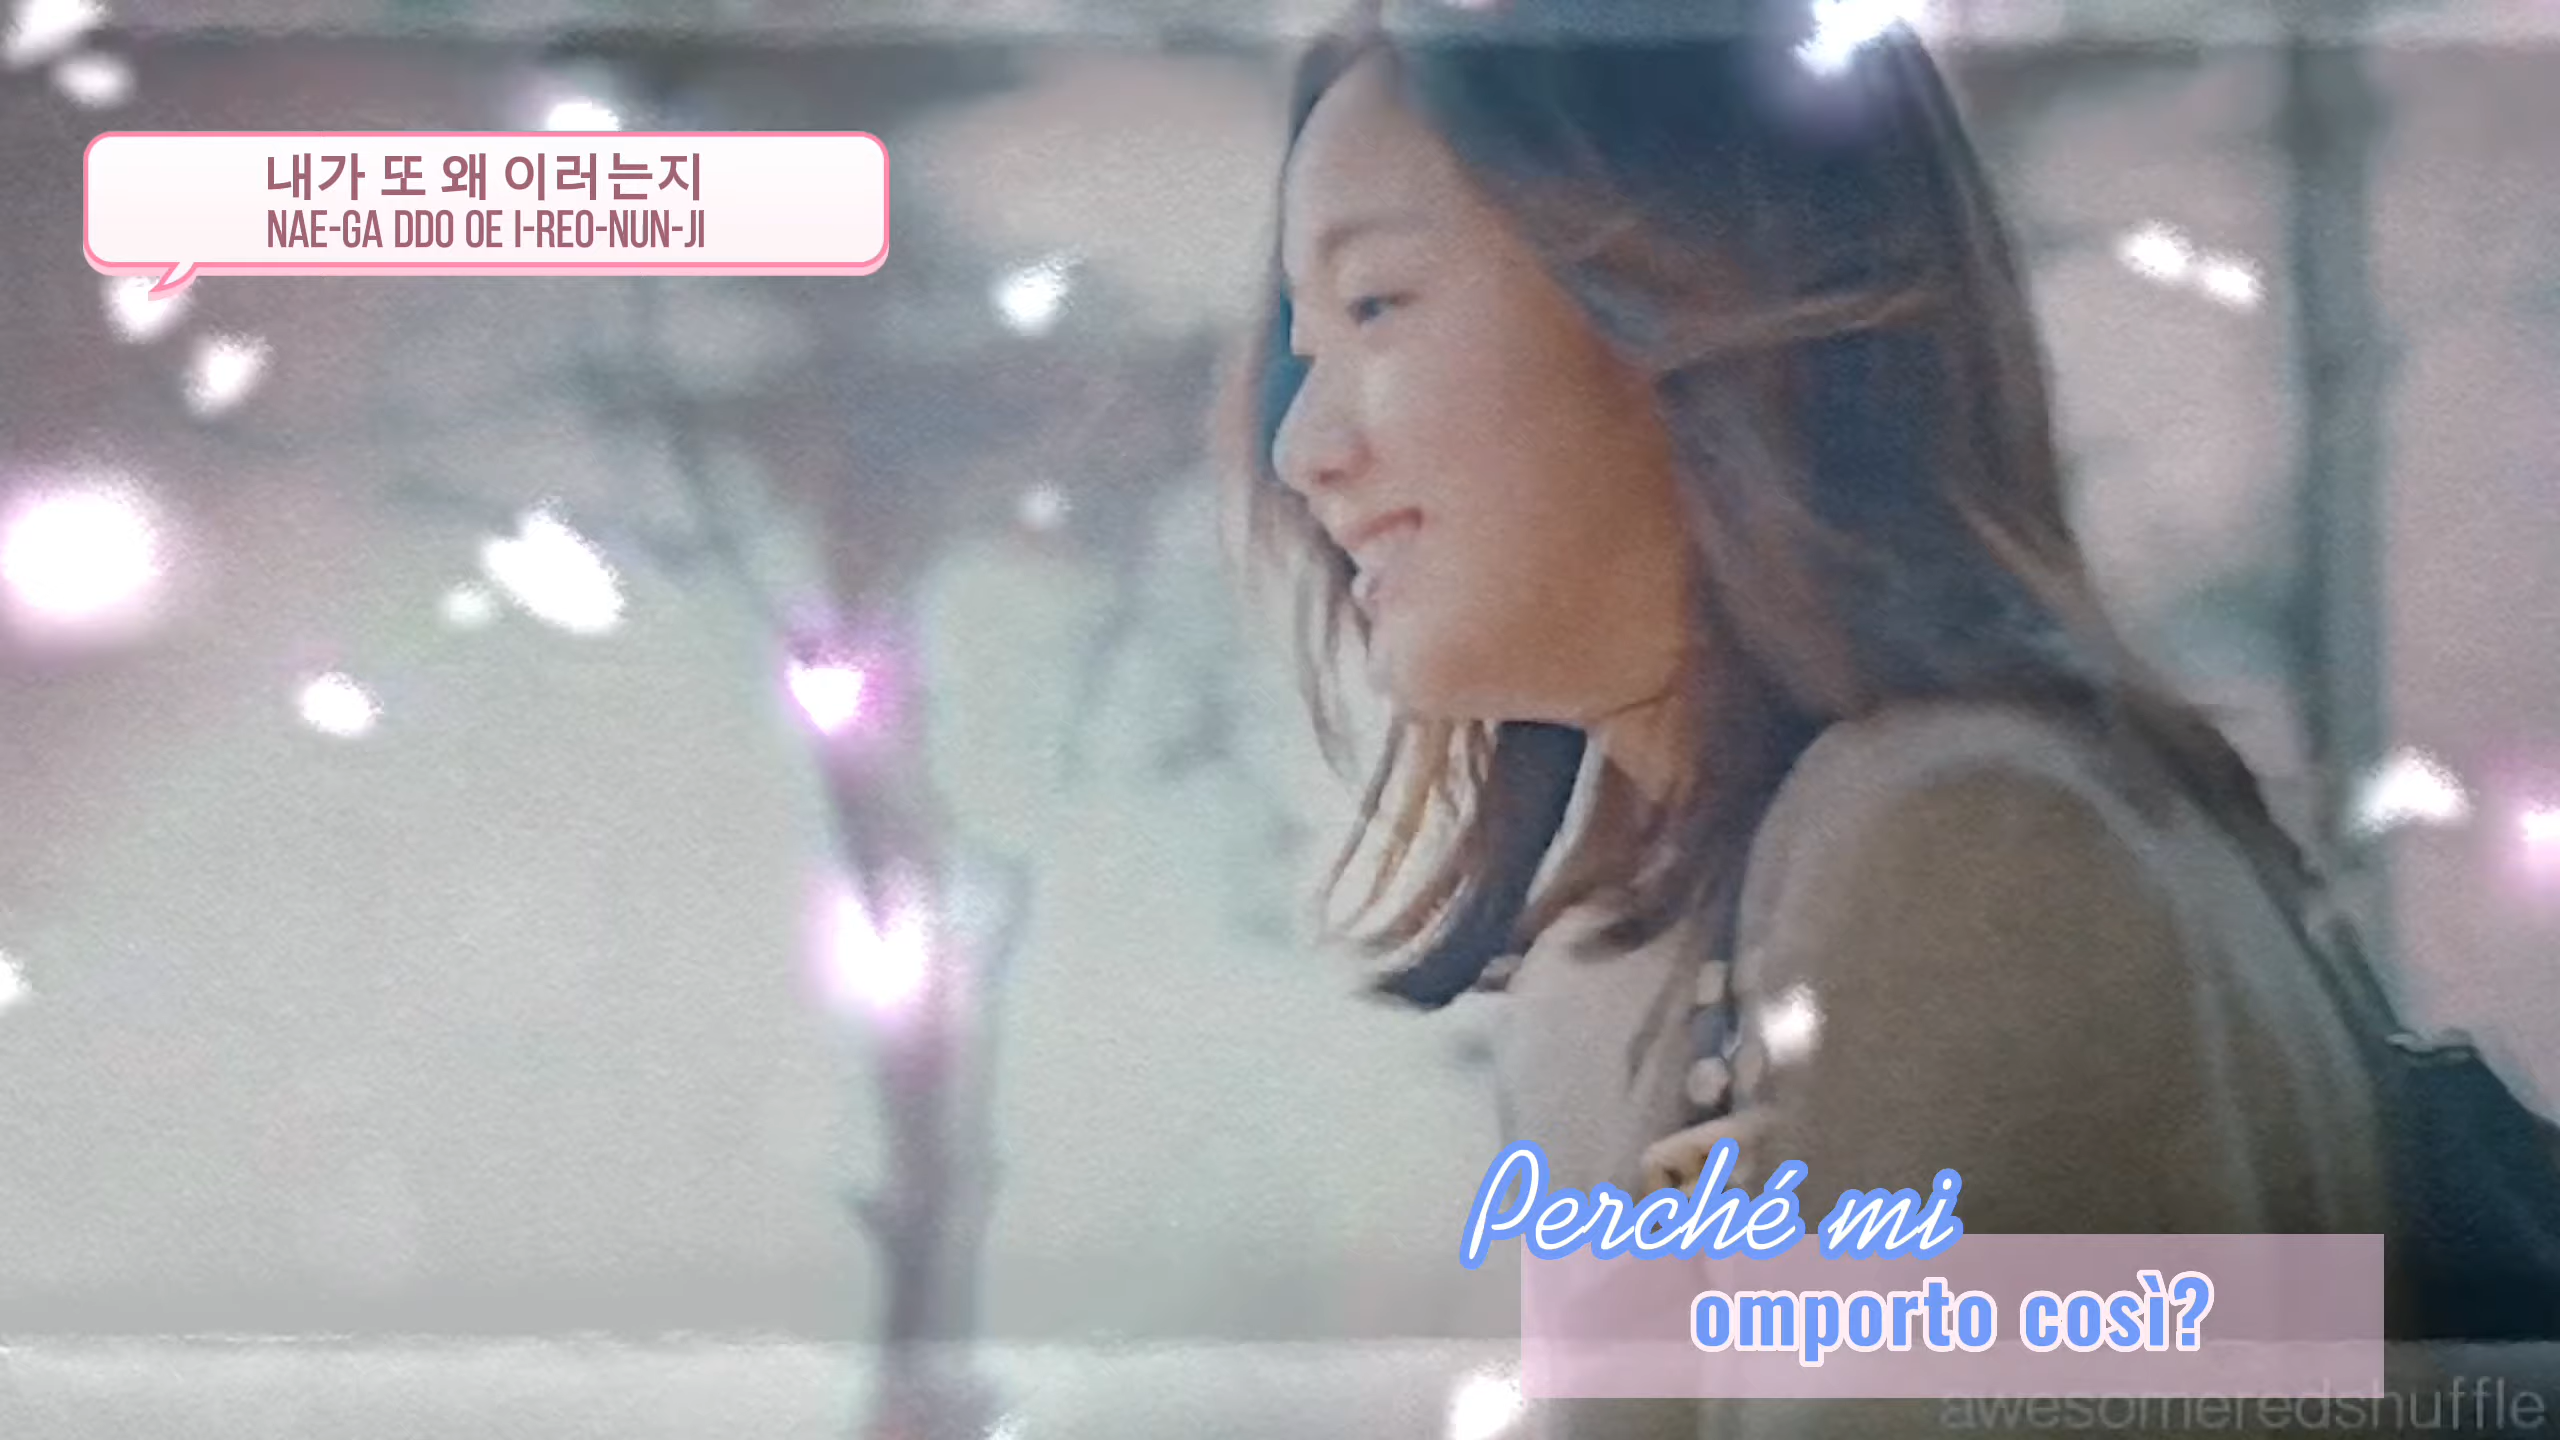 내가 또 왜 이러는지
NAE-GA DDO OE I-REO-NUN-JI
Perché mi
omporto così?
awesomeredshuffle